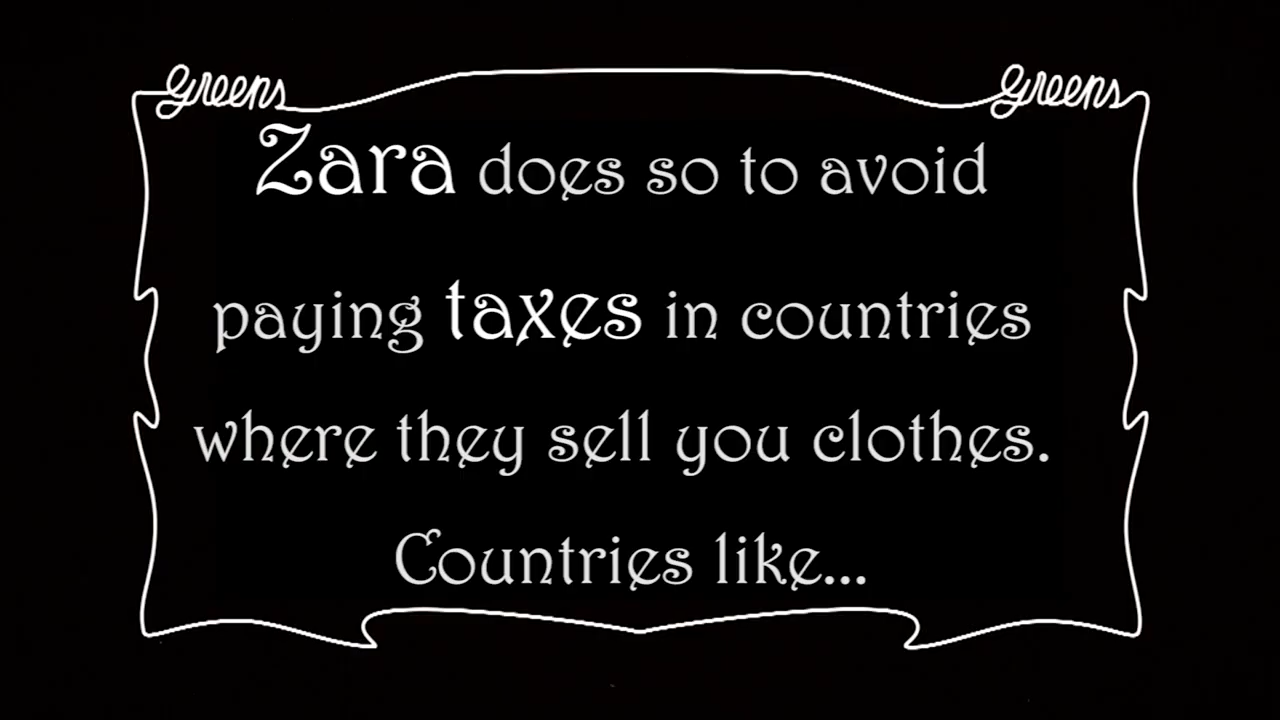 Greens Greens
Zara does so to avoid
paying taxes in countries
where they sell you clothes.
Countries like...